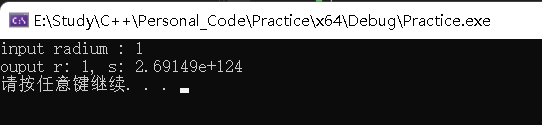 E:\Study\C++\Personal_Code\Practice\x64\Debug\Practice.exe
input radium : 1
ouput r: 1, s: 2.69149e+124
请按任意键继续. . .